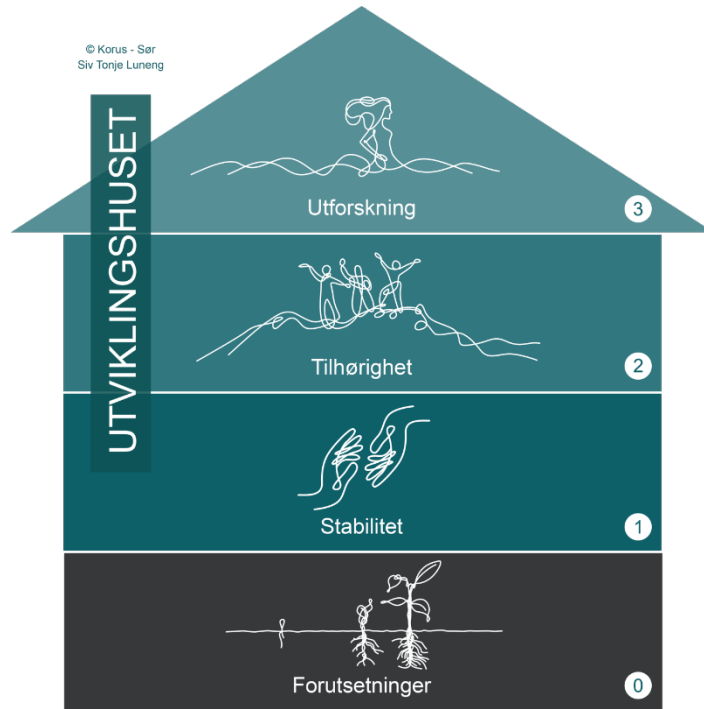 © Korus - Sør
Siv Tonje Luneng
UTVIKLINGSHUSET
Utforskning
3
Tilhørighet
2
Stabilitet
1
Forutsetninger
0